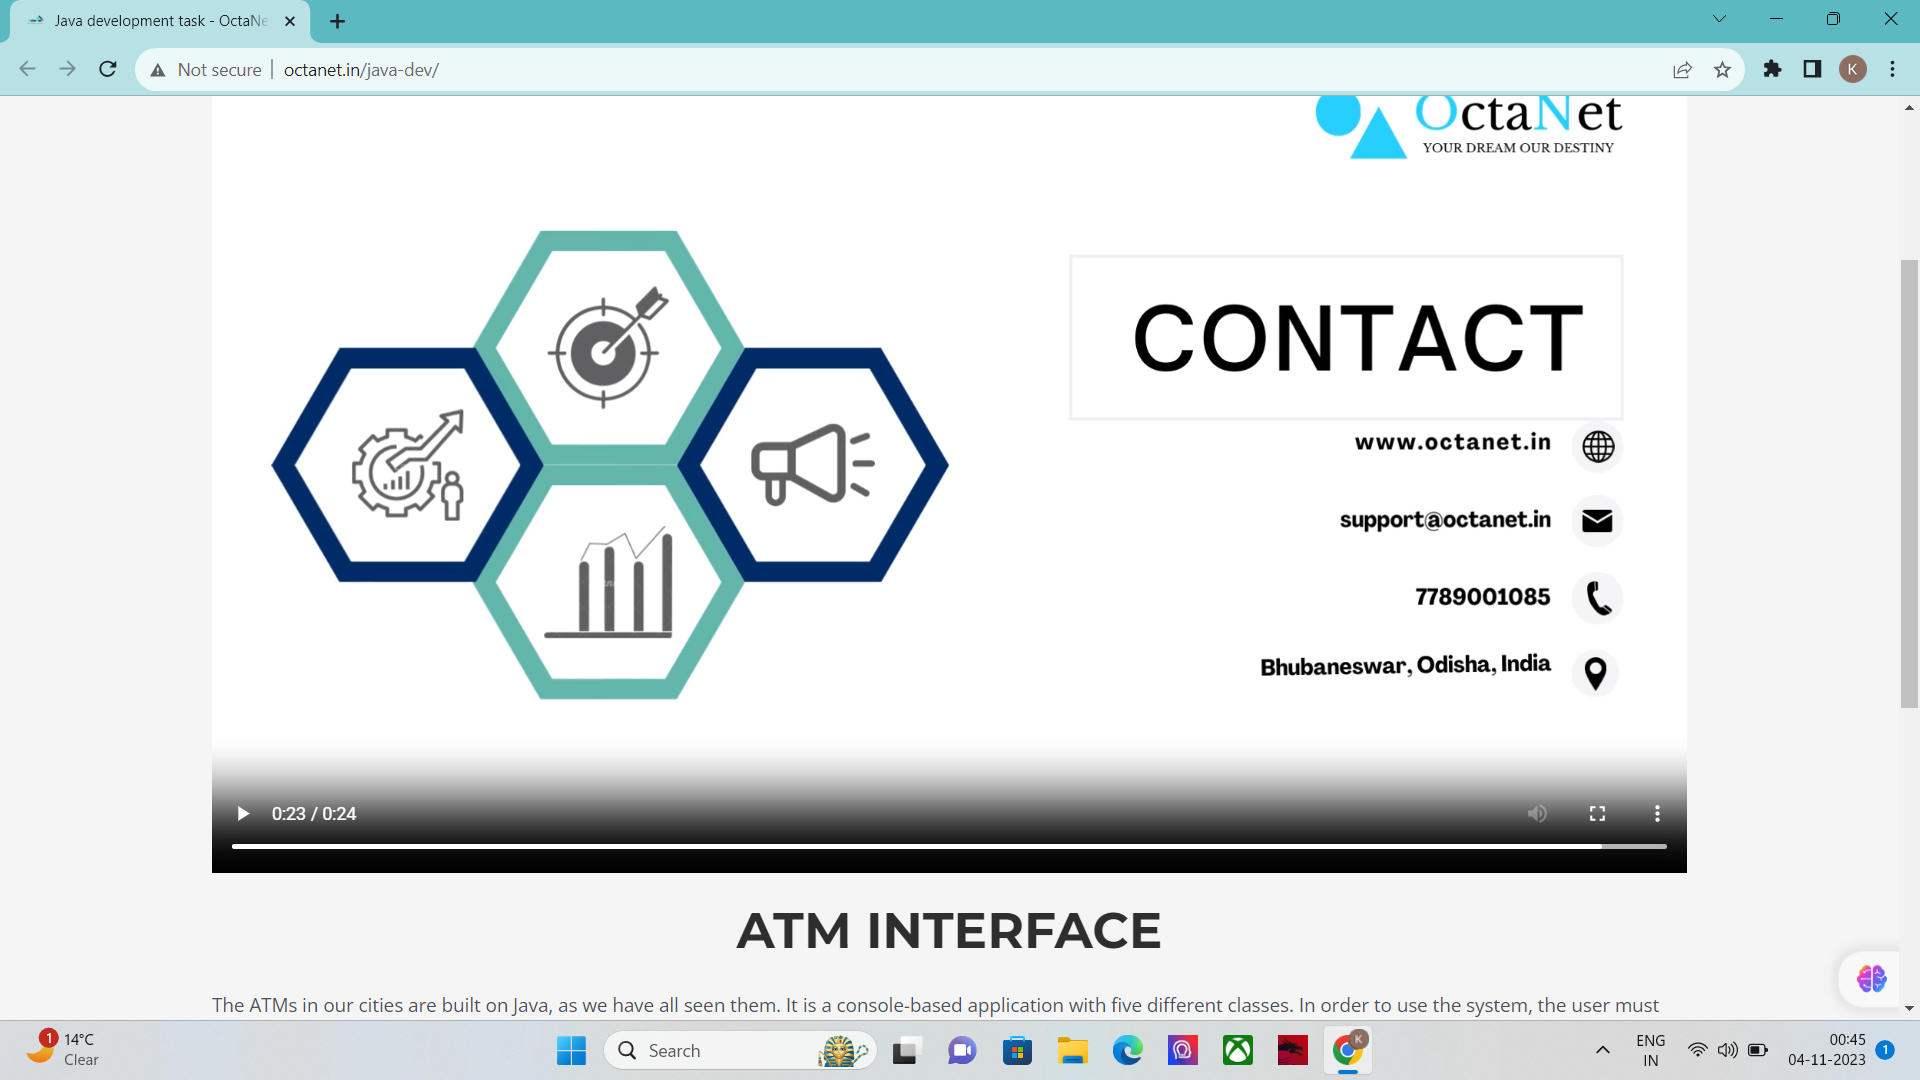 Java development task - OctaNe
Not secure
octanet.in/java-dev/
K
OctaNet
YOUR DREAM OUR DESTINY
CONTACT
www.octanet.in
support@octanet.in
7789001085
Bhubaneswar, Odisha, India
0:23 / 0:24
ATM INTERFACE
The ATMs in our cities are built on Java, as we have all seen them. It is a console-based application with five different classes. In order to use the system, the user must
1
14°C
Clear
Search
K
ENG
IN
00:45
04-11-2023
1